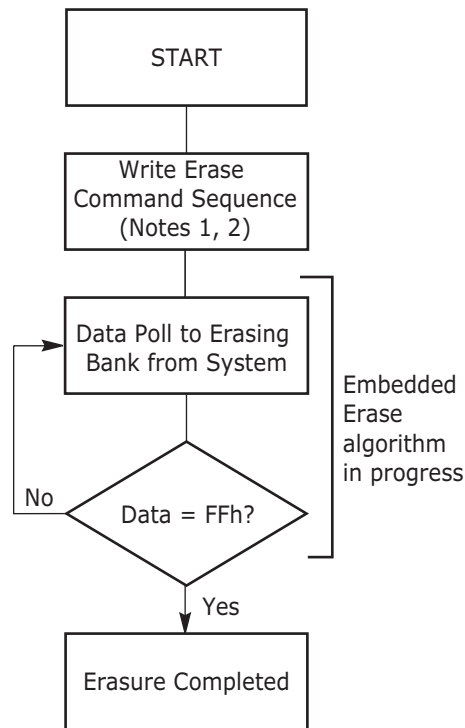 START
Write Erase
Command Sequence
(Notes 1, 2)
Data Poll to Erasing
Bank from System
Embedded
Erase
algorithm
in progress
No
Data = FFh?
Yes
Erasure Completed